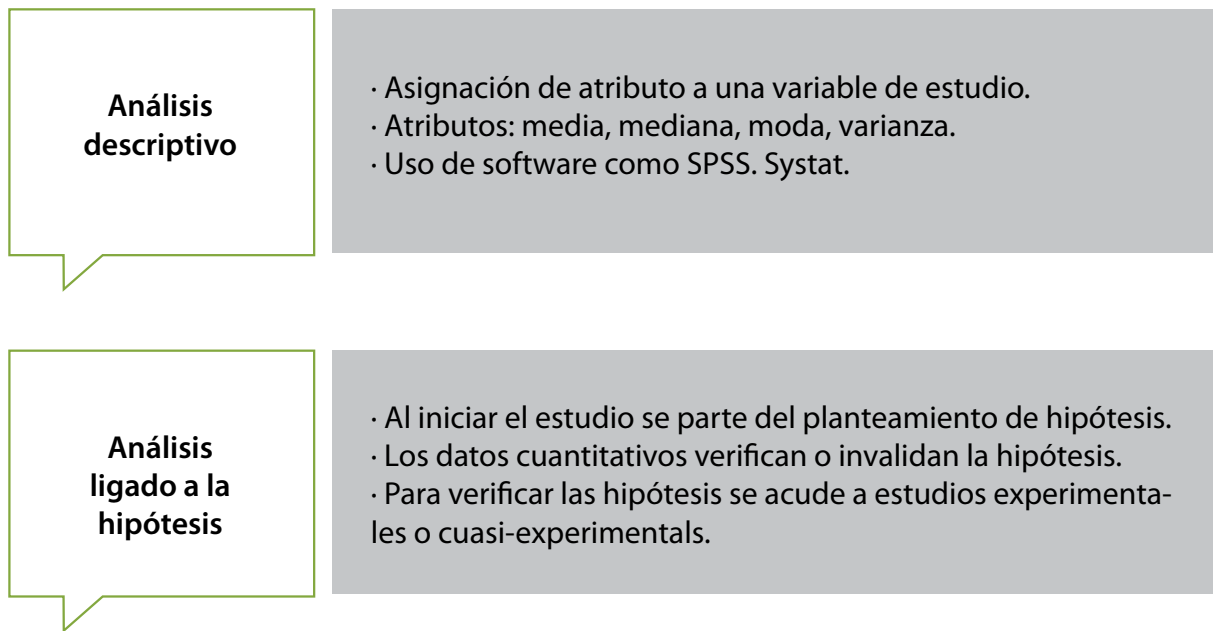 Análisis
descriptivo
· Asignación de atributo a una variable de estudio.
· Atributos: media, mediana, moda, varianza.
· Uso de software como SPSS. Systat.
Análisis
ligado a la
hipótesis
· Al iniciar el estudio se parte del planteamiento de hipótesis.
· Los datos cuantitativos verifican o invalidan la hipótesis.
· Para verificar las hipótesis se acude a estudios experimenta-
les o cuasi-experimentals.